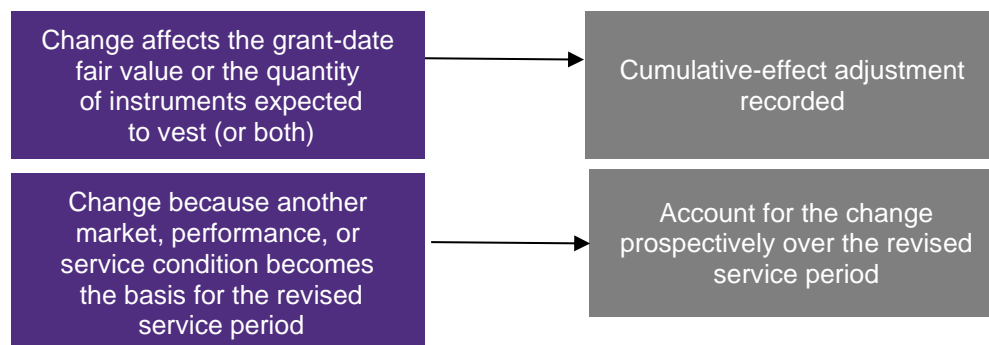 Change affects the grant-date
fair value or the quantity
of instruments expected
to vest (or both)
Cumulative-effect adjustment
recorded
Change because another
market, performance, or
service condition becomes
the basis for the revised
service period
Account for the change
prospectively over the revised
service period